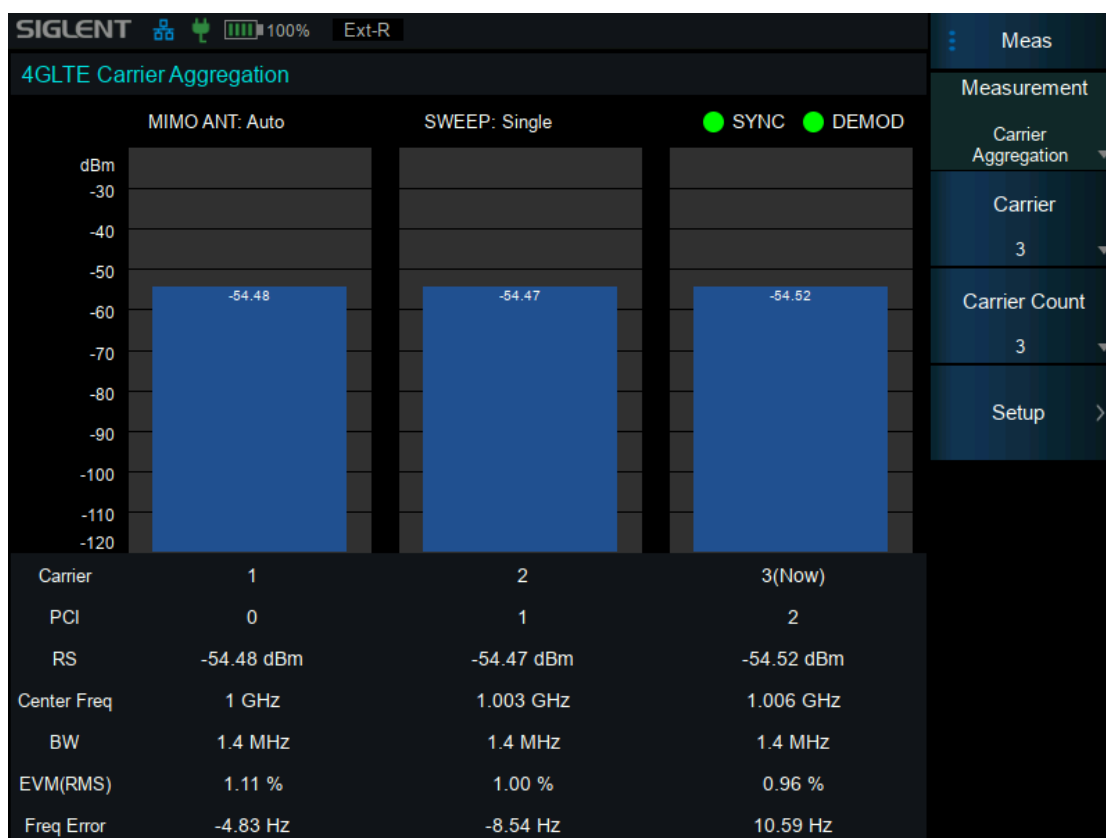 SIGLENT 100% Ext-R
Meas
4GLTE Carrier Aggregation
Measurement
Carrier
Aggregation
MIMO ANT: Auto SWEEP: Single SYNC DEMOD
dBm
-30
-40
-50
-60
-70
-80
-90
-100
-110
-120
-54.48 -54.47 -54.52
Carrier
3
Carrier Count
3
Setup
Carrier 1 2 3(Now)
PCI 0 1 2
RS -54.48 dBm -54.47 dBm -54.52 dBm
Center Freq 1 GHz 1.003 GHz 1.006 GHz
BW 1.4 MHz 1.4 MHz 1.4 MHz
EVM(RMS) 1.11 % 1.00 % 0.96 %
Freq Error -4.83 Hz -8.54 Hz 10.59 Hz